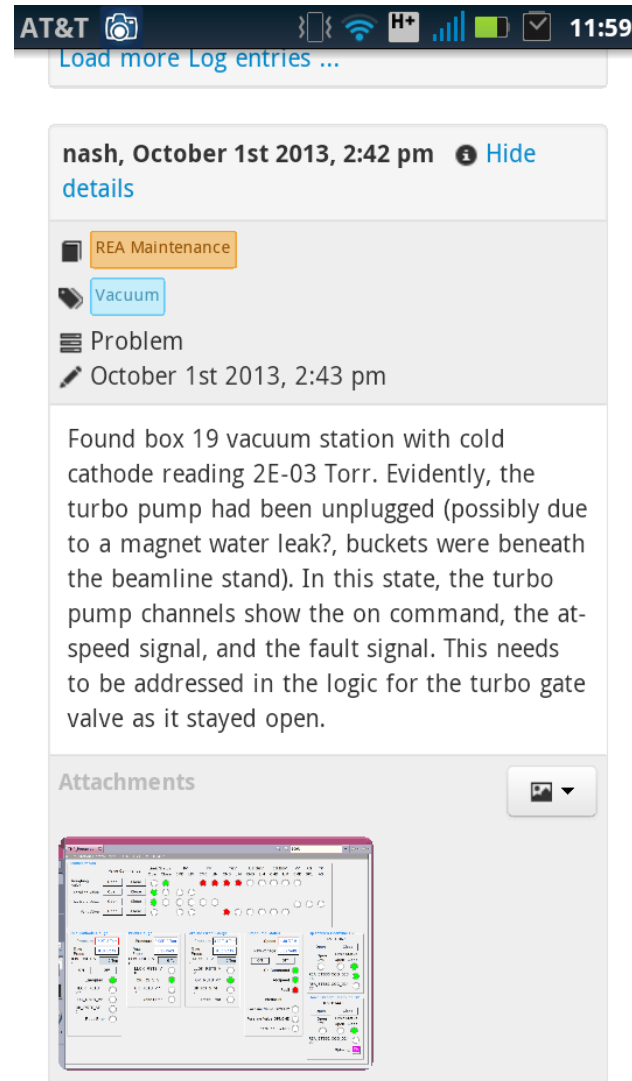 AT&T H+ 11:59
Load more Log entries ...
nash, October 1st 2013, 2:42 pm Hide
details
REA Maintenance
Vacuum
Problem
October 1st 2013, 2:43 pm
Found box 19 vacuum station with cold
cathode reading 2E-03 Torr. Evidently, the
turbo pump had been unplugged (possibly due
to a magnet water leak?, buckets were beneath
the beamline stand). In this state, the turbo
pump channels show the on command, the at-
speed signal, and the fault signal. This needs
to be addressed in the logic for the turbo gate
valve as it stayed open.
Attachments